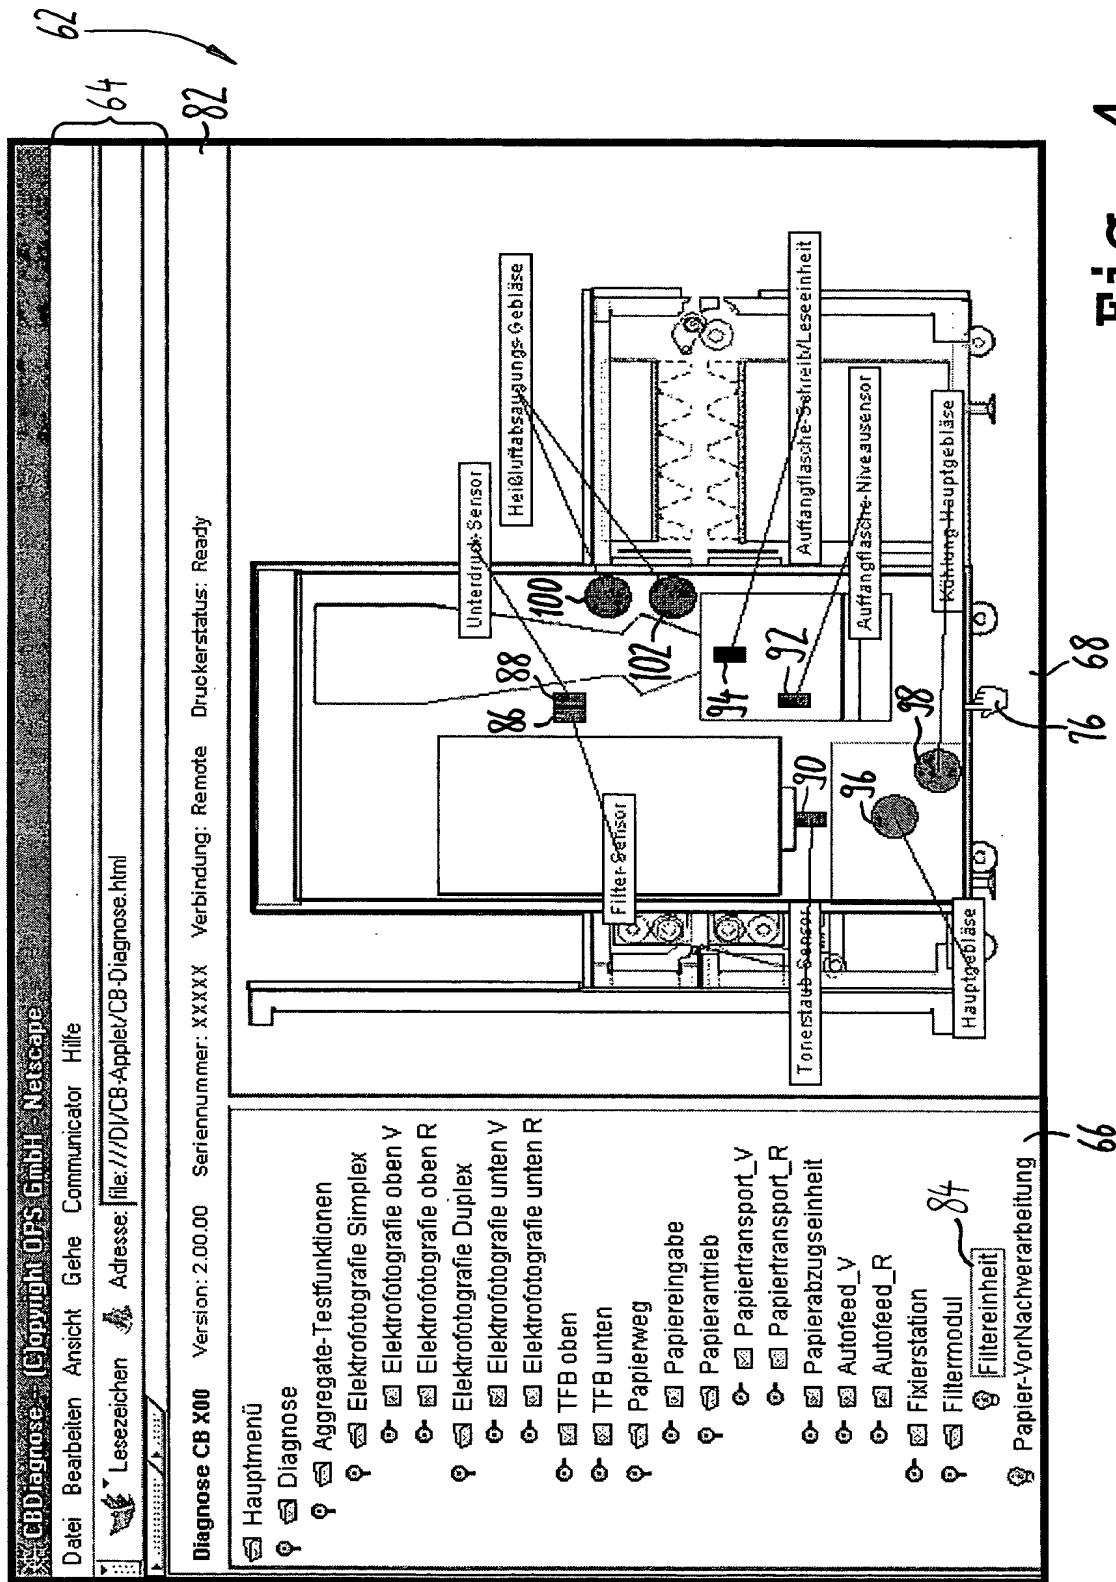 CBDiagnose - (C)opyright OPS GmbH - Netscape
Datei Bearbeiten Ansicht Gehe Communicator Hilfe
Lesezeichen Adresse: file:///D|/CB-Applet/CB-Diagnose.html
Diagnose CB X00 Version: 2.00.00 Seriennummer: XXXXX Verbindung: Remote Druckerstatus: Ready
Hauptmenü
Diagnose
Aggregate-Testfunktionen
Elektrofotografie Simplex
Elektrofotografie oben V
Elektrofotografie oben R
Elektrofotografie Duplex
Elektrofotografie unten V
Elektrofotografie unten R
TFB oben
TFB unten
Papierweg
Papiereingabe
Papierantrieb
Papiertransport_V
Papiertransport_R
Papierabzugseinheit
Autofeed_V
Autofeed_R
Fixierstation
Filtermodul
Filtereinheit
Papier-VorNachverarbeitung
Unterdruck-Sensor
Heißluftabsaugungs-Gebläse
Filter-Sensor
Auffangflasche-Schreib/Leseeinheit
Auffangflasche-Niveausensor
Tonerstaub-Sensor
Kühlung Hauptgebläse
Hauptgebläse
62
64
82
86
88
100
102
94
92
90
96
98
76
68
66
84
Fig. 4